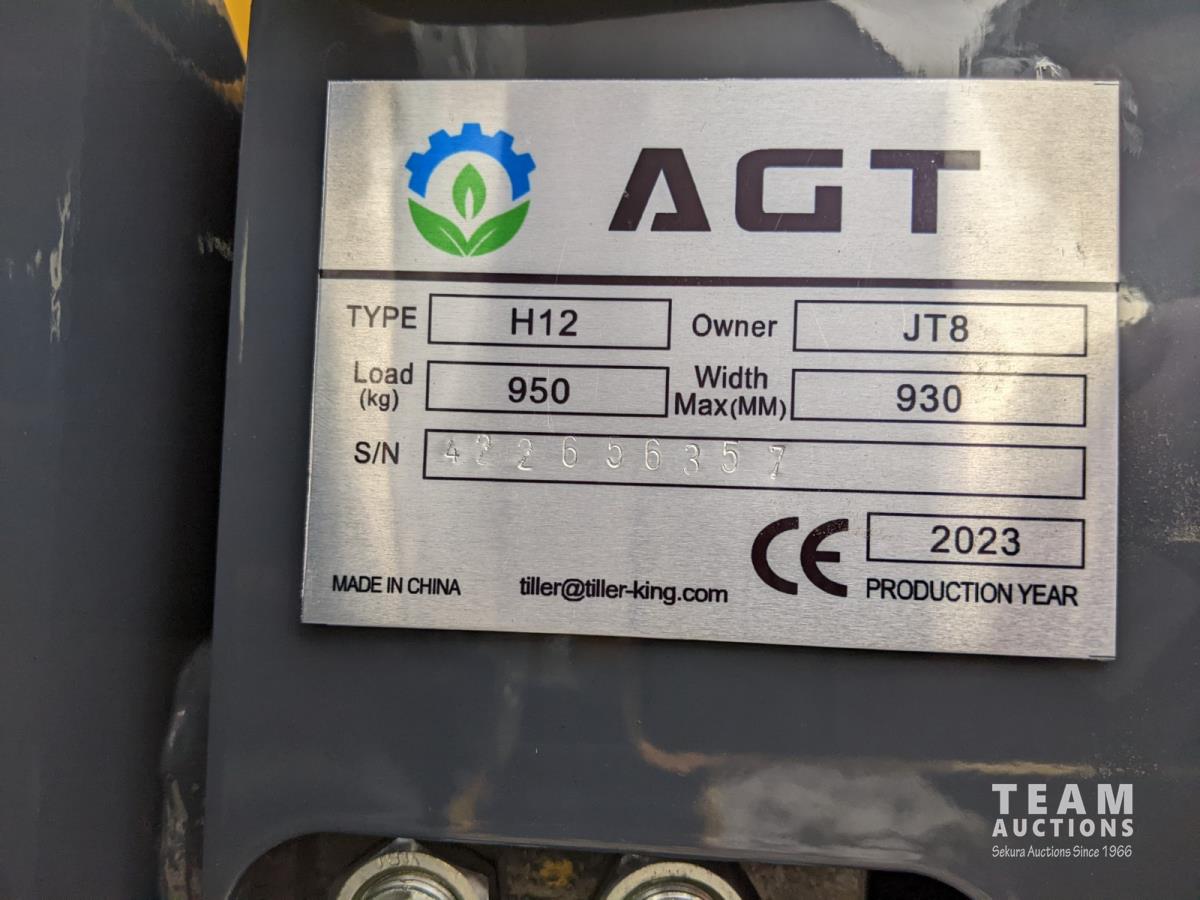 AGT
TYPE H12 Owner JT8
Load (kg) 950 Width Max(MM) 930
S/N 422656357
CE 2023
MADE IN CHINA tiller@tiller-king.com PRODUCTION YEAR
TEAM
AUCTIONS
Sekura Auctions Since 1966